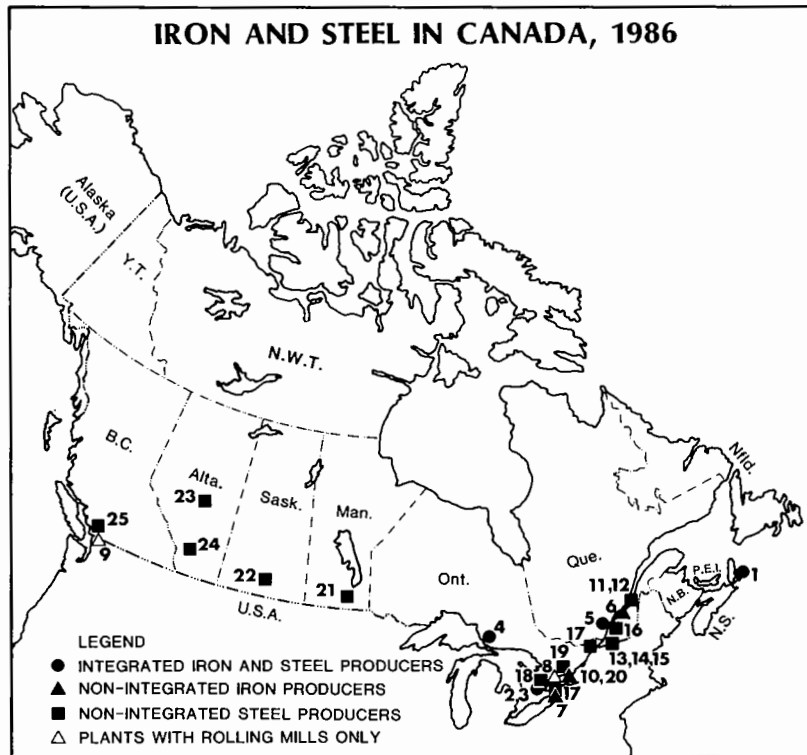 IRON AND STEEL IN CANADA, 1986
Alaska
(U.S.A.)
Y.T.
N.W.T.
B.C.
Alta.
Sask.
Man.
Ont.
Que.
Nfld.
P.E.I.
N.B.
N.S.
U.S.A.
23
24
25
9
22
21
4
11,12
6
5
16
17
13,14,15
1
19
8
18
10,20
2,3
17
7
LEGEND
INTEGRATED IRON AND STEEL PRODUCERS
NON-INTEGRATED IRON PRODUCERS
NON-INTEGRATED STEEL PRODUCERS
PLANTS WITH ROLLING MILLS ONLY